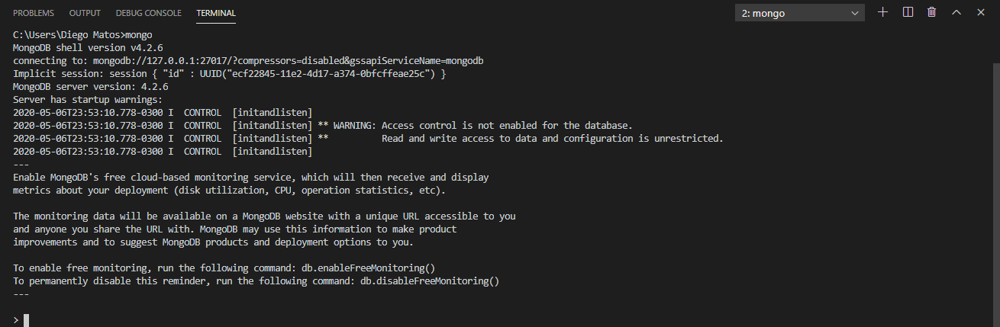 PROBLEMS OUTPUT DEBUG CONSOLE TERMINAL 2: mongo
C:\Users\Diego Matos>mongo
MongoDB shell version v4.2.6
connecting to: mongodb://127.0.0.1:27017/?compressors=disabled&gssapiServiceName=mongodb
Implicit session: session { "id" : UUID("ecf22845-11e2-4d17-a374-0bfcffeae25c") }
MongoDB server version: 4.2.6
Server has startup warnings:
2020-05-06T23:53:10.778-0300 I  CONTROL  [initandlisten]
2020-05-06T23:53:10.778-0300 I  CONTROL  [initandlisten] ** WARNING: Access control is not enabled for the database.
2020-05-06T23:53:10.778-0300 I  CONTROL  [initandlisten] **          Read and write access to data and configuration is unrestricted.
2020-05-06T23:53:10.778-0300 I  CONTROL  [initandlisten]
---
Enable MongoDB's free cloud-based monitoring service, which will then receive and display
metrics about your deployment (disk utilization, CPU, operation statistics, etc).
The monitoring data will be available on a MongoDB website with a unique URL accessible to you
and anyone you share the URL with. MongoDB may use this information to make product
improvements and to suggest MongoDB products and deployment options to you.
To enable free monitoring, run the following command: db.enableFreeMonitoring()
To permanently disable this reminder, run the following command: db.disableFreeMonitoring()
---
>